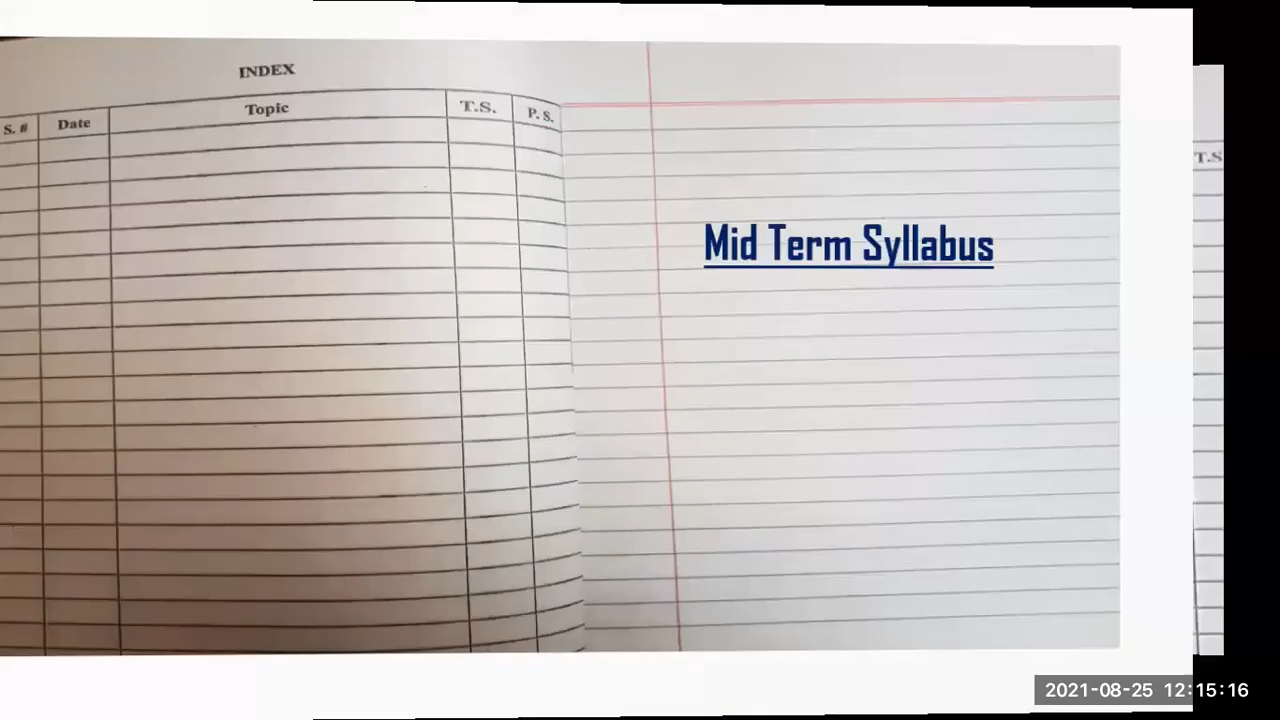 INDEX
S. # Date Topic T.S. P. S.
Mid Term Syllabus
T.S
2021-08-25 12:15:16